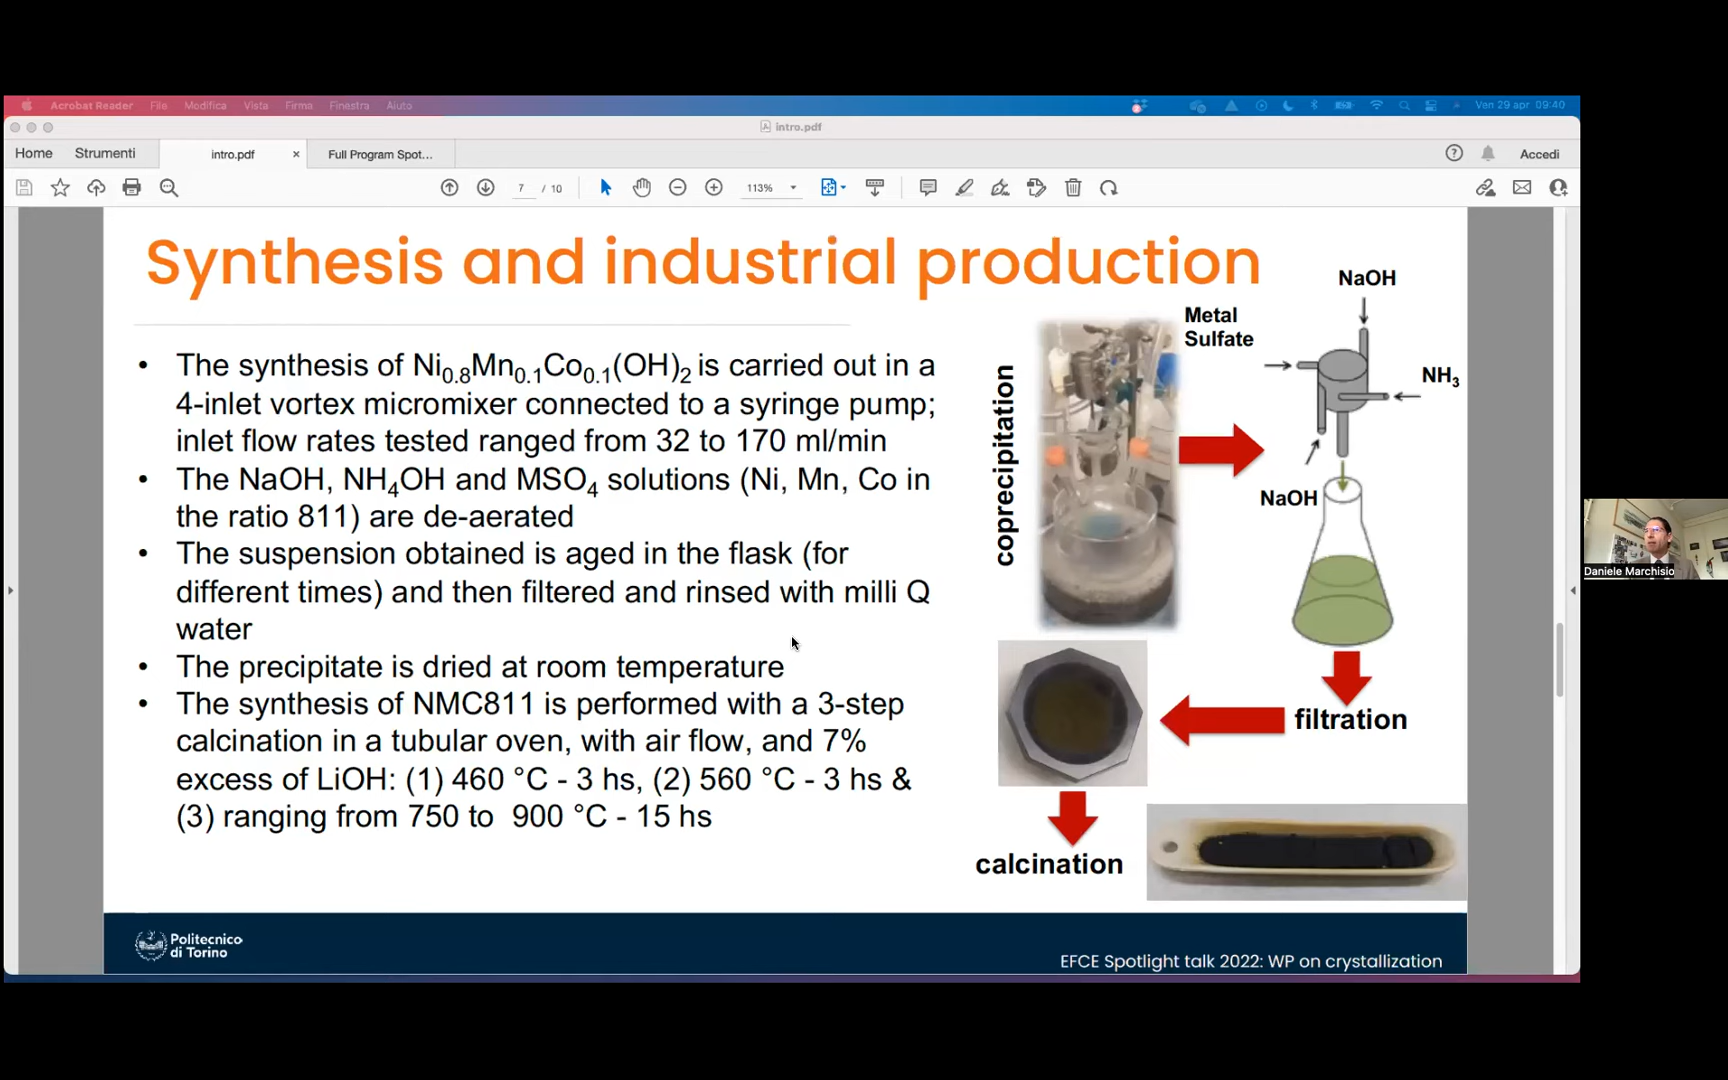 Acrobat Reader File Modifica Vista Firma Finestra Aiuto Ven 29 apr 09:40
intro.pdf
Home Strumenti intro.pdf × Full Program Spot... Accedi
7 / 10 113%
Synthesis and industrial production
• The synthesis of Ni0.8Mn0.1Co0.1(OH)2 is carried out in a
4-inlet vortex micromixer connected to a syringe pump;
inlet flow rates tested ranged from 32 to 170 ml/min
• The NaOH, NH4OH and MSO4 solutions (Ni, Mn, Co in
the ratio 811) are de-aerated
• The suspension obtained is aged in the flask (for
different times) and then filtered and rinsed with milli Q
water
• The precipitate is dried at room temperature
• The synthesis of NMC811 is performed with a 3-step
calcination in a tubular oven, with air flow, and 7%
excess of LiOH: (1) 460 °C - 3 hs, (2) 560 °C - 3 hs &
(3) ranging from 750 to 900 °C - 15 hs
coprecipitation
Metal
Sulfate
NaOH
NH3
NaOH
filtration
calcination
Politecnico
di Torino
EFCE Spotlight talk 2022: WP on crystallization
Daniele Marchisio